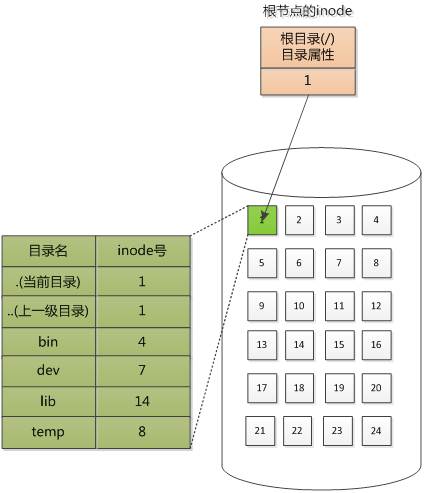 根节点的inode
根目录(/)
目录属性
1
1 2 3 4
5 6 7 8
9 10 11 12
13 14 15 16
17 18 19 20
21 22 23 24
目录名 inode号
.(当前目录) 1
..(上一级目录) 1
bin 4
dev 7
lib 14
temp 8